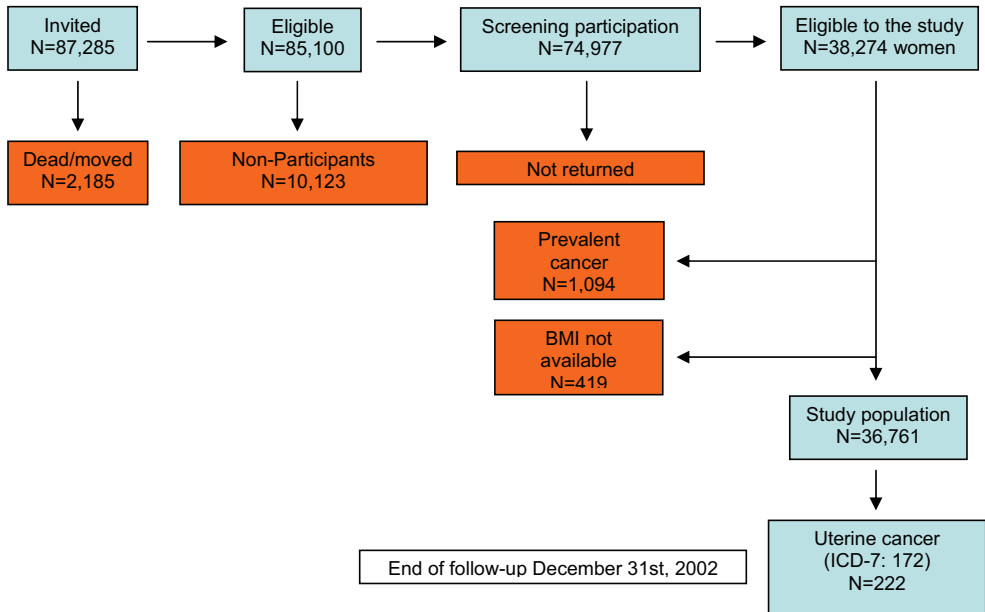 Invited
N=87,285
Eligible
N=85,100
Screening participation
N=74,977
Eligible to the study
N=38,274 women
Dead/moved
N=2,185
Non-Participants
N=10,123
Not returned
Prevalent
cancer
N=1,094
BMI not
available
N=419
Study population
N=36,761
Uterine cancer
(ICD-7: 172)
N=222
End of follow-up December 31st, 2002